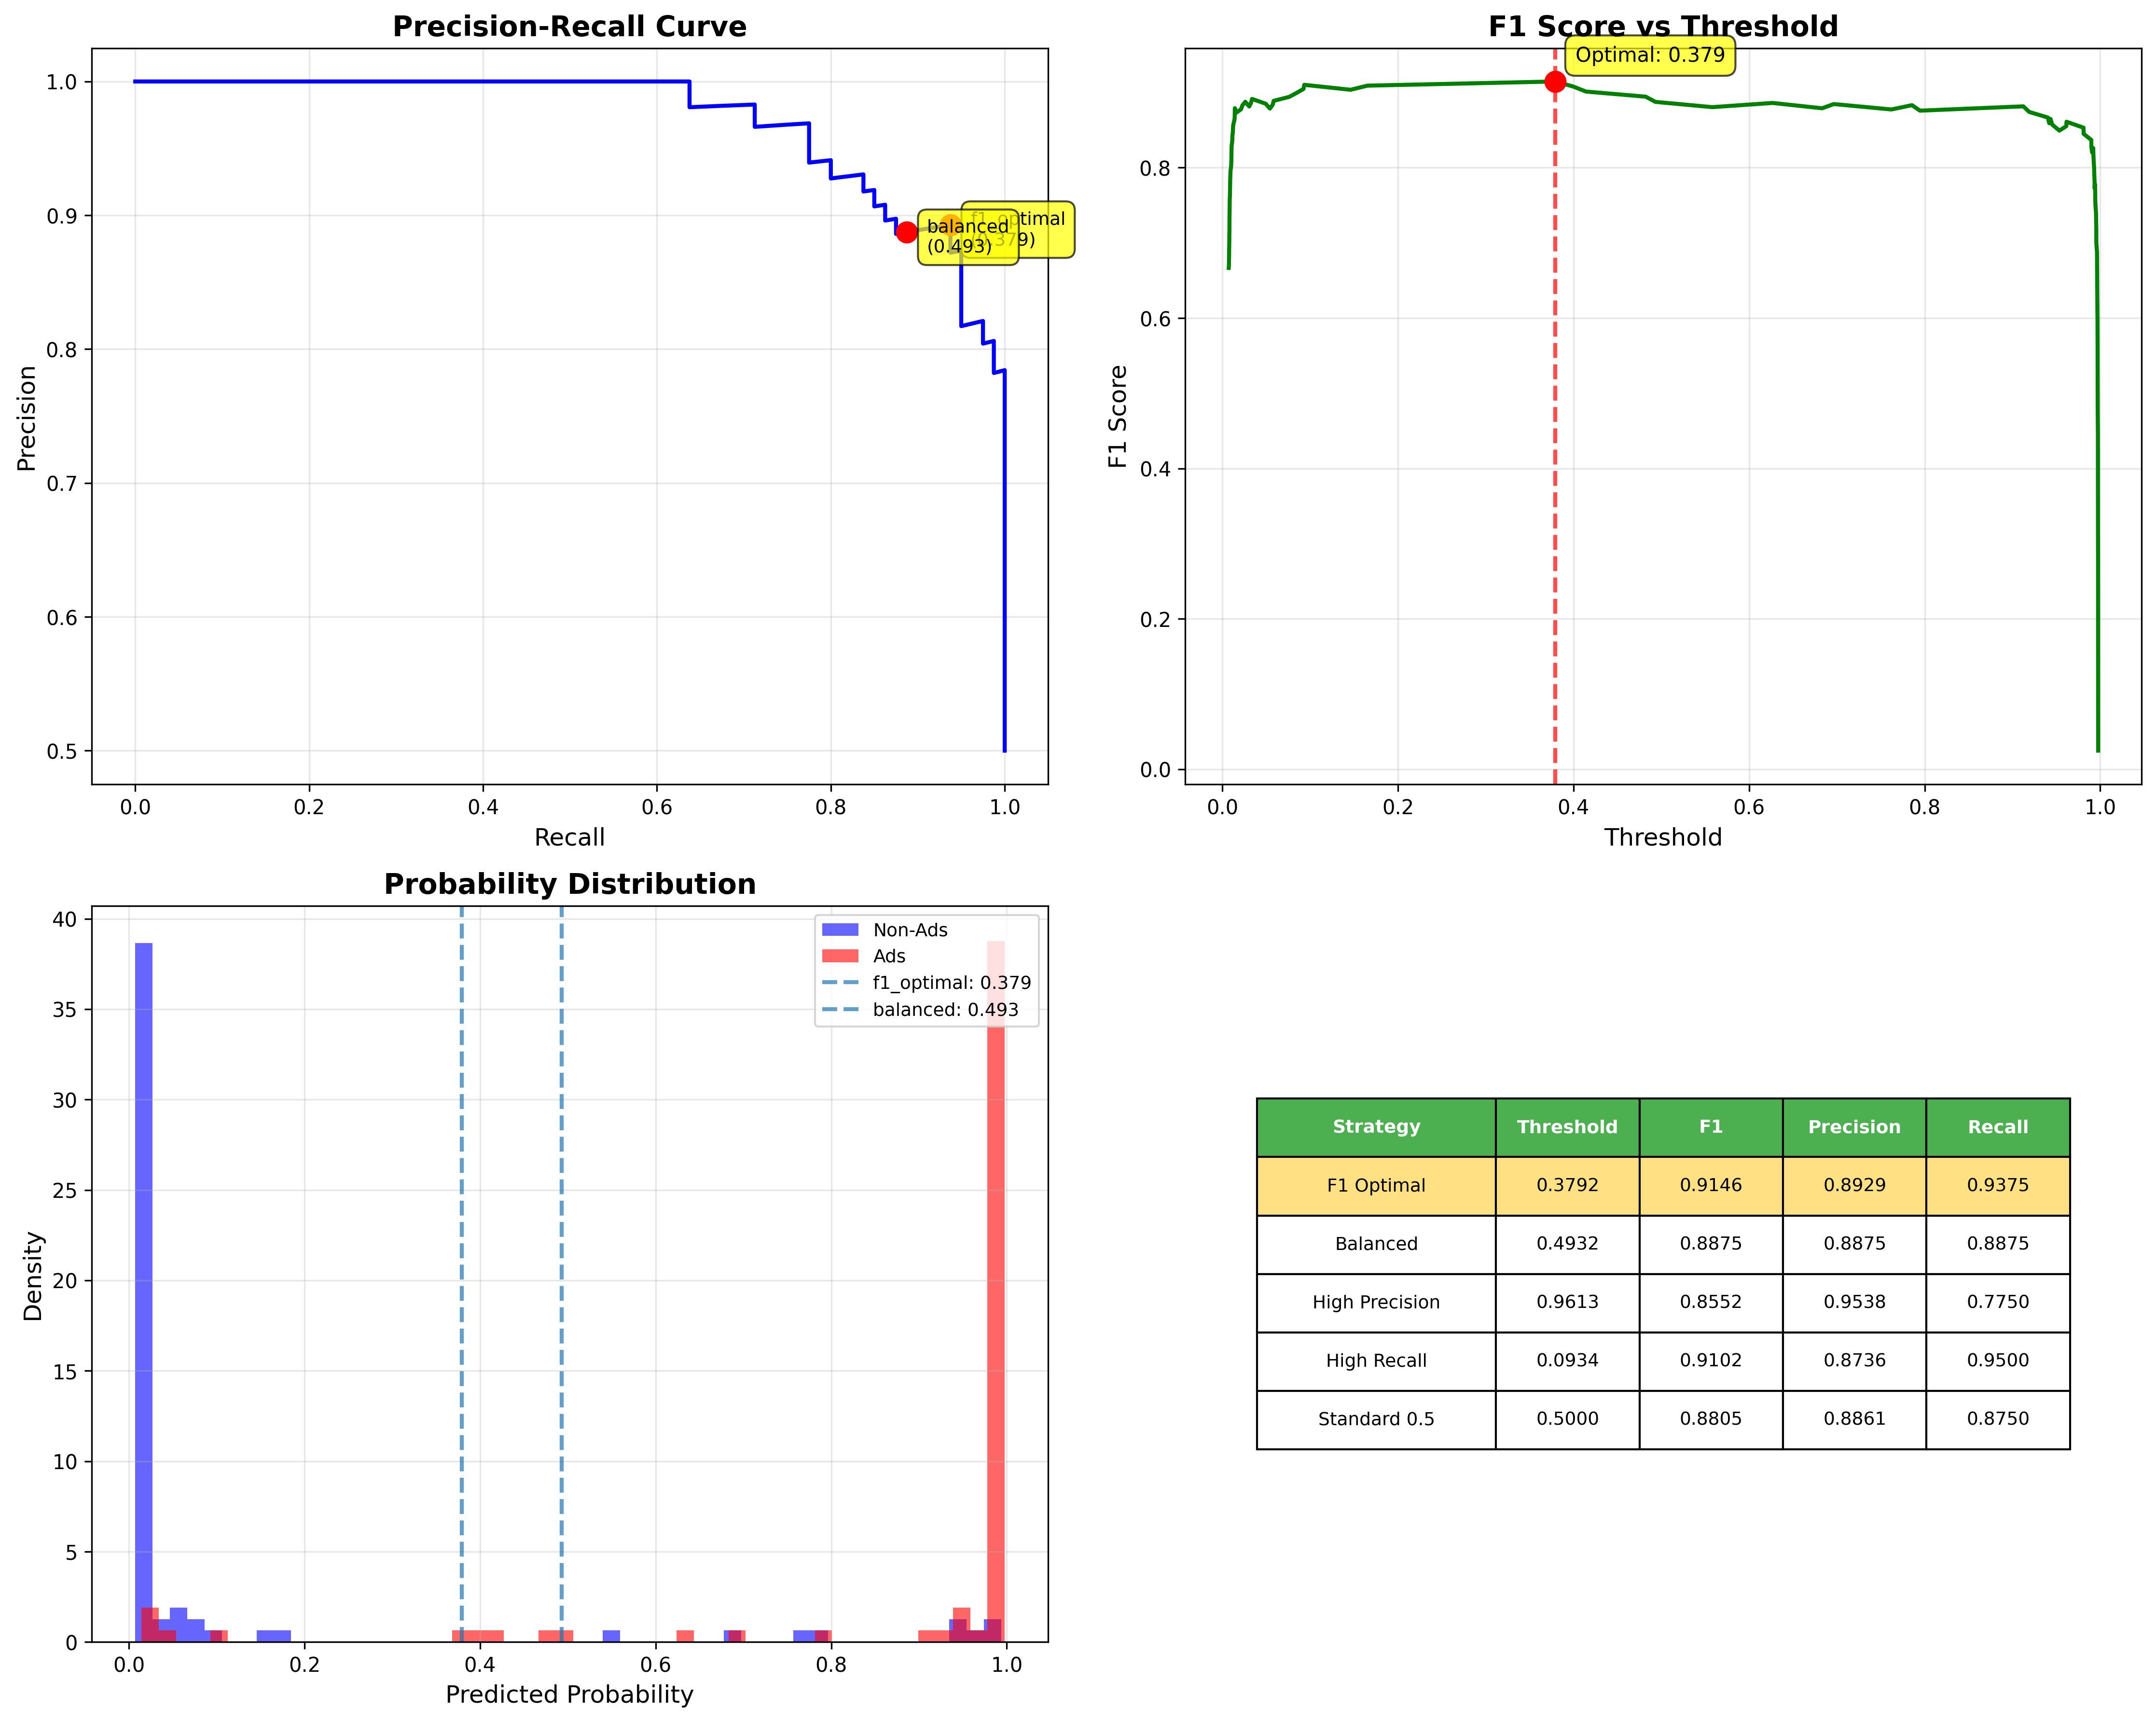 Precision-Recall Curve
1.0
0.9
0.8
0.7
0.6
0.5
Precision
balanced
(0.493)
f1_optimal
(0.379)
0.0 0.2 0.4 0.6 0.8 1.0
Recall
F1 Score vs Threshold
Optimal: 0.379
0.8
0.6
0.4
0.2
0.0
F1 Score
0.0 0.2 0.4 0.6 0.8 1.0
Threshold
Probability Distribution
40
35
30
25
20
15
10
5
0
Density
Non-Ads
Ads
f1_optimal: 0.379
balanced: 0.493
0.0 0.2 0.4 0.6 0.8 1.0
Predicted Probability
Strategy Threshold F1 Precision Recall
F1 Optimal 0.3792 0.9146 0.8929 0.9375
Balanced 0.4932 0.8875 0.8875 0.8875
High Precision 0.9613 0.8552 0.9538 0.7750
High Recall 0.0934 0.9102 0.8736 0.9500
Standard 0.5 0.5000 0.8805 0.8861 0.8750